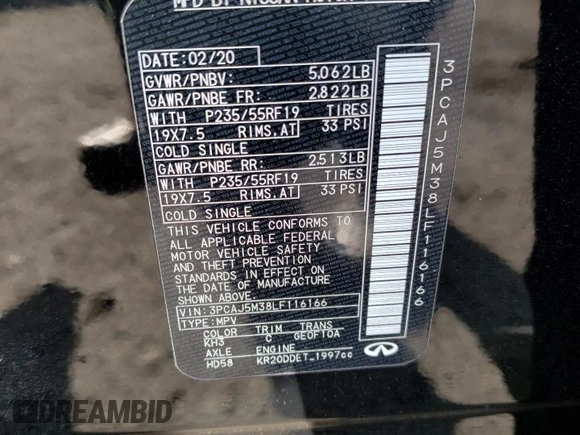 MFD BY NISSAN
DATE: 02/20
GVWR/PNBV: 5,062LB
GAWR/PNBE FR: 2,822LB
WITH P235/55RF19 TIRES
19X7.5 RIMS,AT 33 PSI
COLD SINGLE
GAWR/PNBE RR: 2,513LB
WITH P235/55RF19 TIRES
19X7.5 RIMS,AT 33 PSI
COLD SINGLE
THIS VEHICLE CONFORMS TO
ALL APPLICABLE FEDERAL
MOTOR VEHICLE SAFETY
AND THEFT PREVENTION
STANDARDS IN EFFECT ON
THE DATE OF MANUFACTURE
SHOWN ABOVE.
VIN: 3PCAJ5M38LF116166
TYPE: MPV
COLOR TRIM TRANS
KH3 C GE0F10A
AXLE ENGINE
HD58 KR20DDET_1997cc
3PCAJ5M38LF116166
DREAMBID